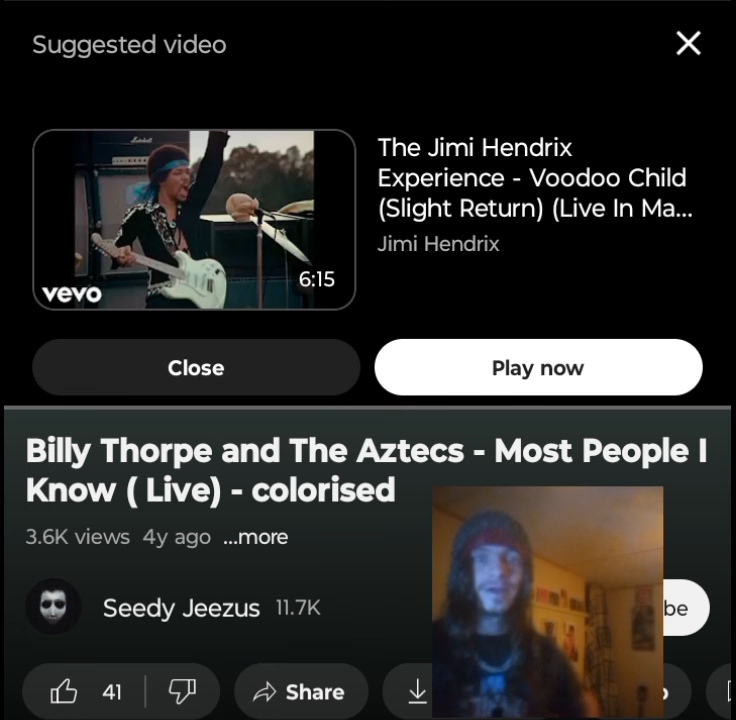 Suggested video
The Jimi Hendrix
Experience - Voodoo Child
(Slight Return) (Live In Ma...
Jimi Hendrix
Marshall
vevo
6:15
Close
Play now
Billy Thorpe and The Aztecs - Most People I
Know ( Live) - colorised
3.6K views 4y ago ...more
Seedy Jeezus 11.7K
be
41
Share